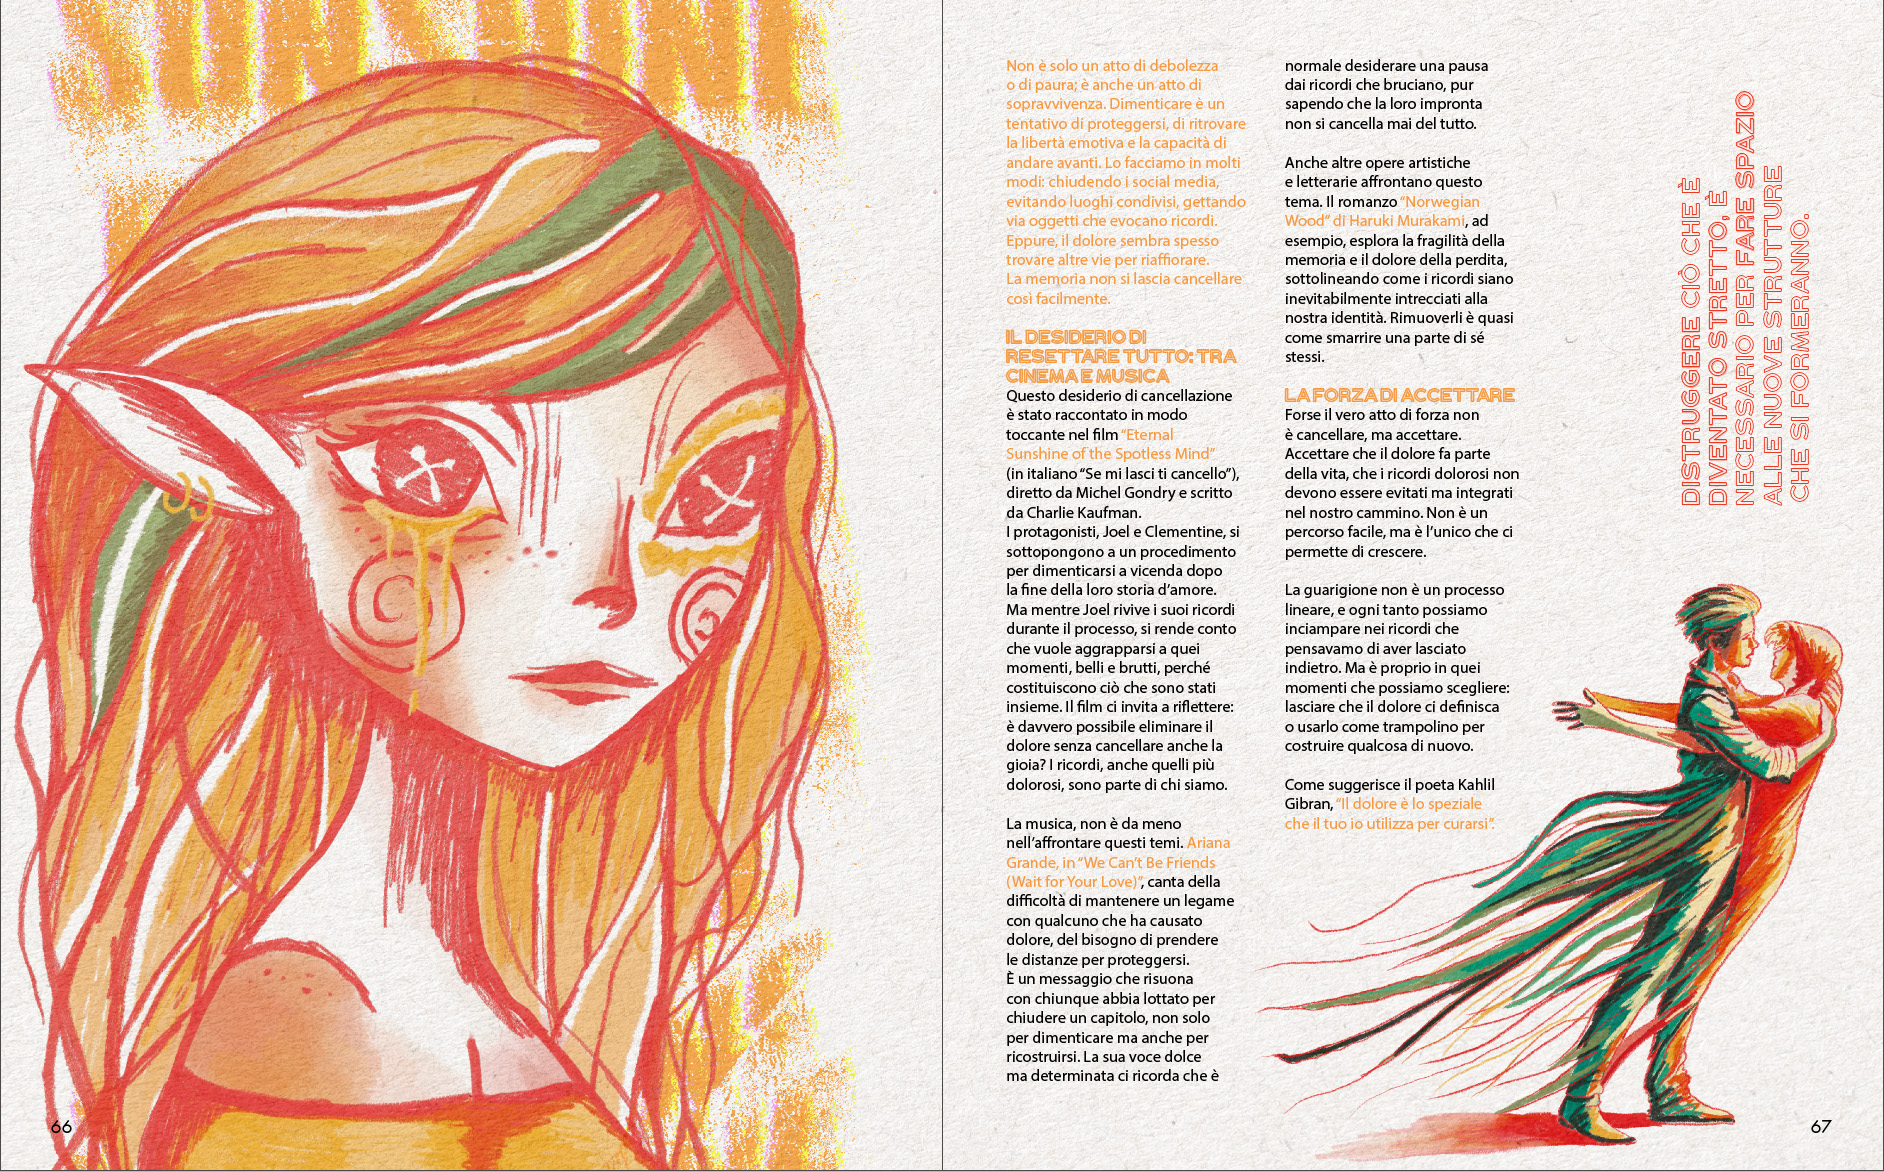 Non è solo un atto di debolezza
o di paura; è anche un atto di
sopravvivenza. Dimenticare è un
tentativo di proteggersi, di ritrovare
la libertà emotiva e la capacità di
andare avanti. Lo facciamo in molti
modi: chiudendo i social media,
evitando luoghi condivisi, gettando
via oggetti che evocano ricordi.
Eppure, il dolore sembra spesso
trovare altre vie per riaffiorare.
La memoria non si lascia cancellare
così facilmente.
IL DESIDERIO DI
RESETTARE TUTTO: TRA
CINEMA E MUSICA
Questo desiderio di cancellazione
è stato raccontato in modo
toccante nel film “Eternal
Sunshine of the Spotless Mind”
(in italiano “Se mi lasci ti cancello”),
diretto da Michel Gondry e scritto
da Charlie Kaufman.
I protagonisti, Joel e Clementine, si
sottopongono a un procedimento
per dimenticarsi a vicenda dopo
la fine della loro storia d’amore.
Ma mentre Joel rivive i suoi ricordi
durante il processo, si rende conto
che vuole aggrapparsi a quei
momenti, belli e brutti, perché
costituiscono ciò che sono stati
insieme. Il film ci invita a riflettere:
è davvero possibile eliminare il
dolore senza cancellare anche la
gioia? I ricordi, anche quelli più
dolorosi, sono parte di chi siamo.
La musica, non è da meno
nell’affrontare questi temi. Ariana
Grande, in “We Can’t Be Friends
(Wait for Your Love)”, canta della
difficoltà di mantenere un legame
con qualcuno che ha causato
dolore, del bisogno di prendere
le distanze per proteggersi.
È un messaggio che risuona
con chiunque abbia lottato per
chiudere un capitolo, non solo
per dimenticare ma anche per
ricostruirsi. La sua voce dolce
ma determinata ci ricorda che è
normale desiderare una pausa
dai ricordi che bruciano, pur
sapendo che la loro impronta
non si cancella mai del tutto.
Anche altre opere artistiche
e letterarie affrontano questo
tema. Il romanzo “Norwegian
Wood” di Haruki Murakami, ad
esempio, esplora la fragilità della
memoria e il dolore della perdita,
sottolineando come i ricordi siano
inevitabilmente intrecciati alla
nostra identità. Rimuoverli è quasi
come smarrire una parte di sé
stessi.
LA FORZA DI ACCETTARE
Forse il vero atto di forza non
è cancellare, ma accettare.
Accettare che il dolore fa parte
della vita, che i ricordi dolorosi non
devono essere evitati ma integrati
nel nostro cammino. Non è un
percorso facile, ma è l’unico che ci
permette di crescere.
La guarigione non è un processo
lineare, e ogni tanto possiamo
inciampare nei ricordi che
pensavamo di aver lasciato
indietro. Ma è proprio in quei
momenti che possiamo scegliere:
lasciare che il dolore ci definisca
o usarlo come trampolino per
costruire qualcosa di nuovo.
Come suggerisce il poeta Kahlil
Gibran, “Il dolore è lo speziale
che il tuo io utilizza per curarsi”.
DISTRUGGERE CIÒ CHE È
DIVENTATO STRETTO, È
NECESSARIO PER FARE SPAZIO
ALLE NUOVE STRUTTURE
CHE SI FORMERANNO.
66
67